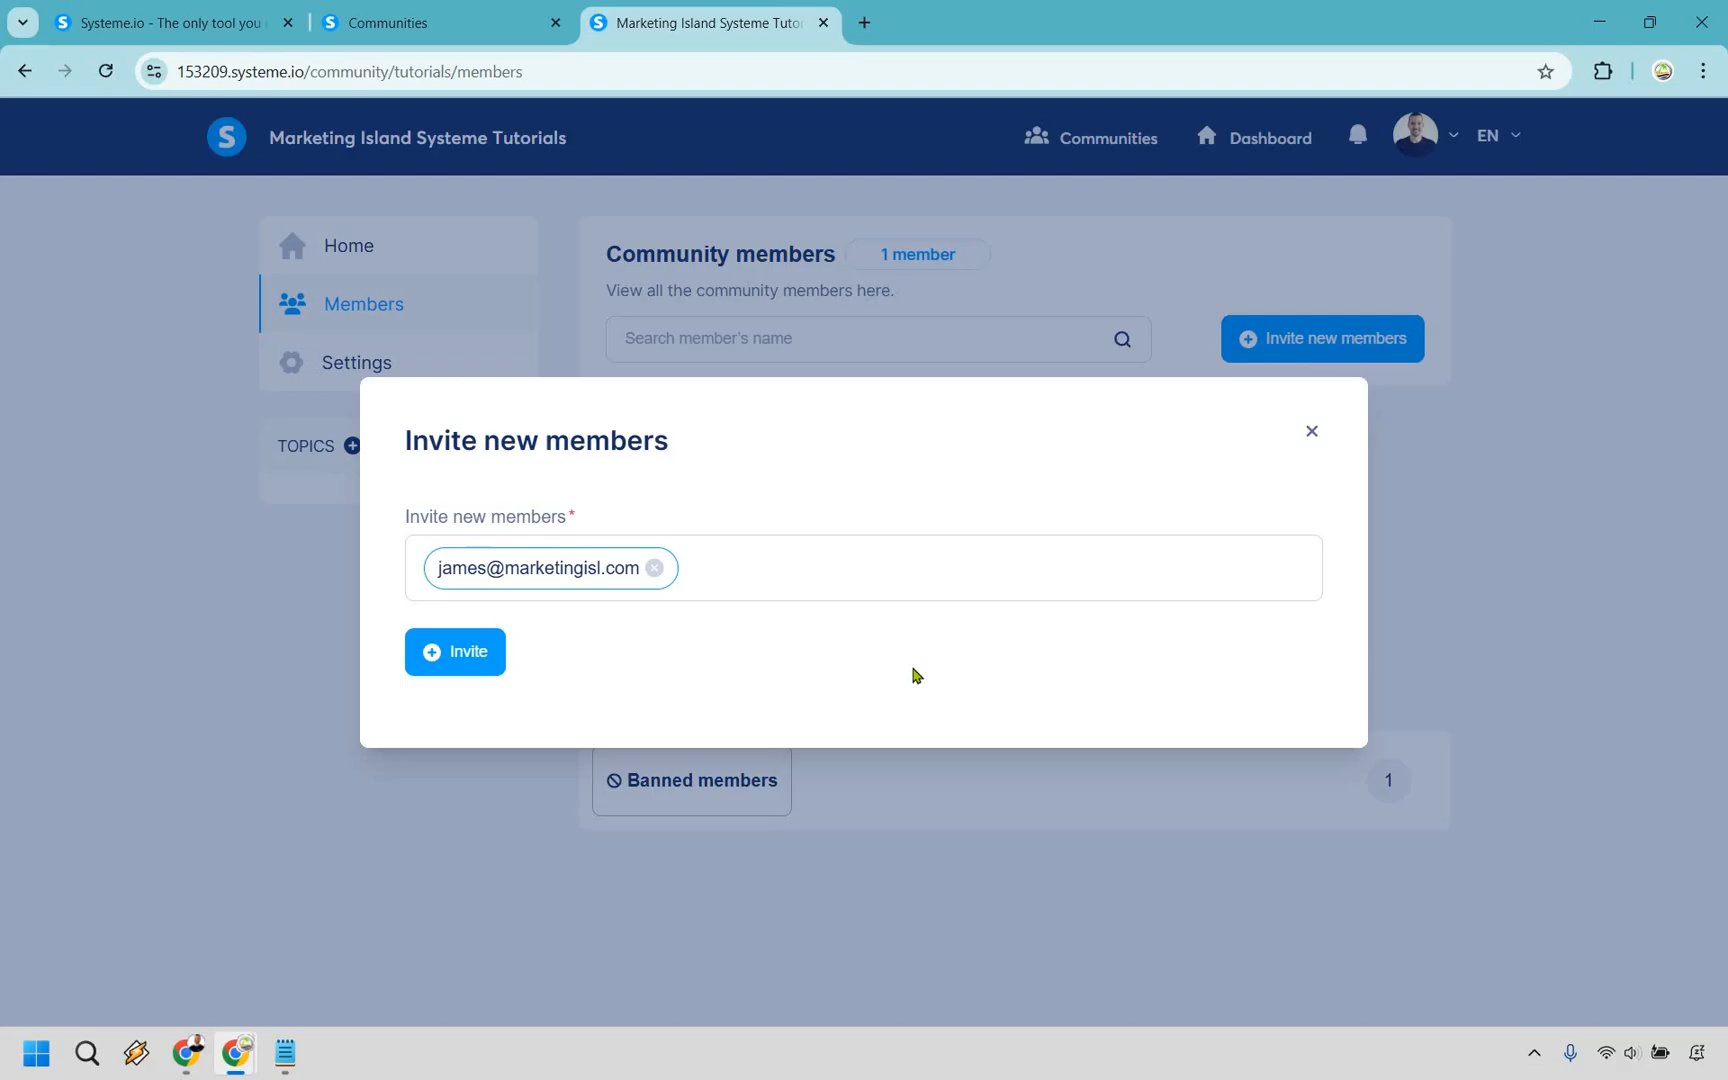 Systeme.io - The only tool you
Communities
Marketing Island Systeme Tutor
153209.systeme.io/community/tutorials/members
S
Marketing Island Systeme Tutorials
Communities
Dashboard
EN
Home
Members
Settings
TOPICS
Community members
1 member
View all the community members here.
Search member's name
Invite new members
Invite new members
Invite new members*
james@marketingisl.com
Invite
Banned members
1